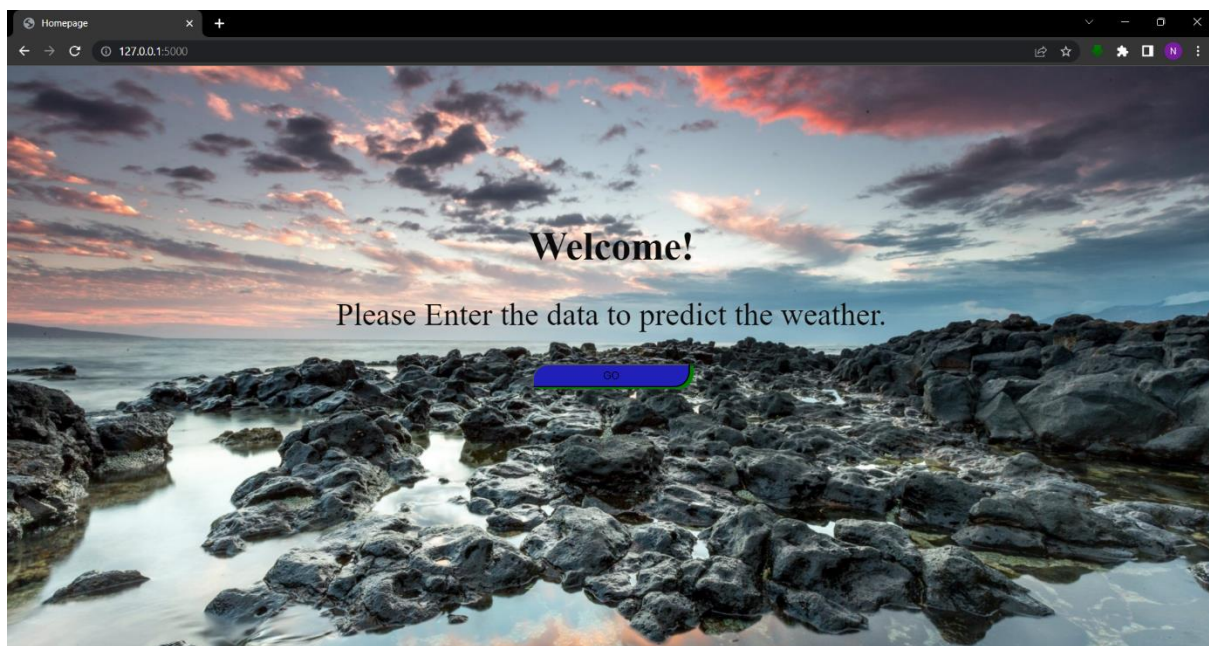 Homepage
127.0.0.1:5000
N
Welcome!
Please Enter the data to predict the weather.
GO